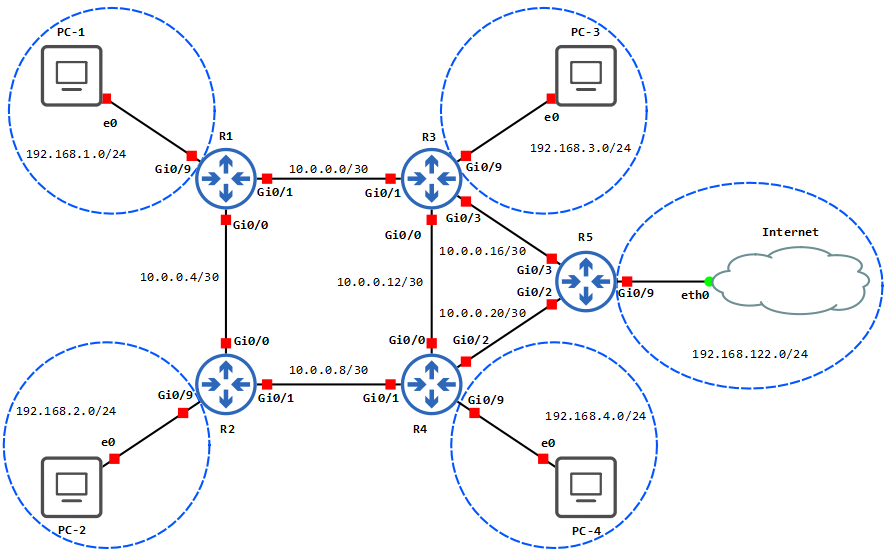 PC-1
PC-3
e0
e0
R1
R3
192.168.1.0/24
192.168.3.0/24
Gi0/9
Gi0/9
10.0.0.0/30
Gi0/1
Gi0/1
Gi0/0
Gi0/3
Gi0/0
R5
Internet
10.0.0.16/30
Gi0/3
10.0.0.4/30
10.0.0.12/30
Gi0/2
Gi0/9
eth0
10.0.0.20/30
Gi0/0
Gi0/0
Gi0/2
192.168.122.0/24
10.0.0.8/30
Gi0/9
Gi0/1
Gi0/1
Gi0/9
192.168.2.0/24
192.168.4.0/24
R2
R4
e0
e0
PC-2
PC-4